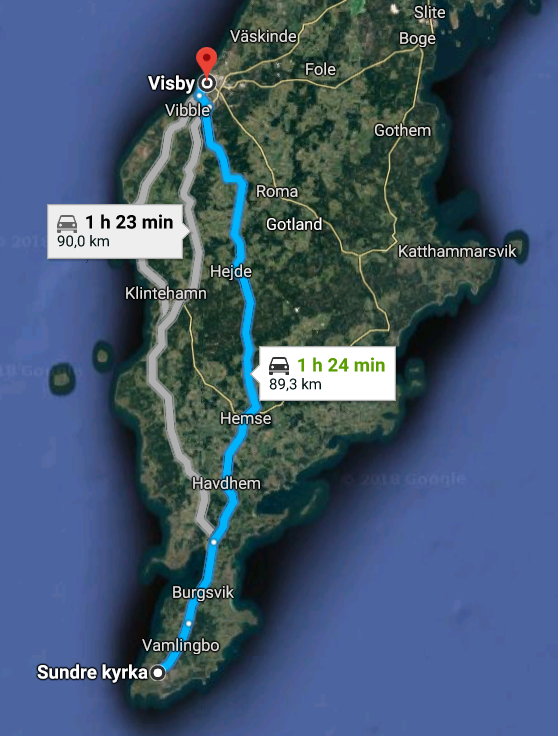 Slite
Väskinde
Boge
Fole
Visby
Vibble
Gothem
Roma
1 h 23 min
90,0 km
Gotland
Katthammarsvik
Hejde
Klintehamn
1 h 24 min
89,3 km
Hemse
Havdhem
© 2018 Google
Burgsvik
Vamlingbo
Sundre kyrka